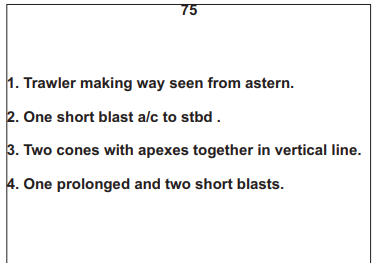 75
1. Trawler making way seen from astern.
2. One short blast a/c to stbd .
3. Two cones with apexes together in vertical line.
4. One prolonged and two short blasts.